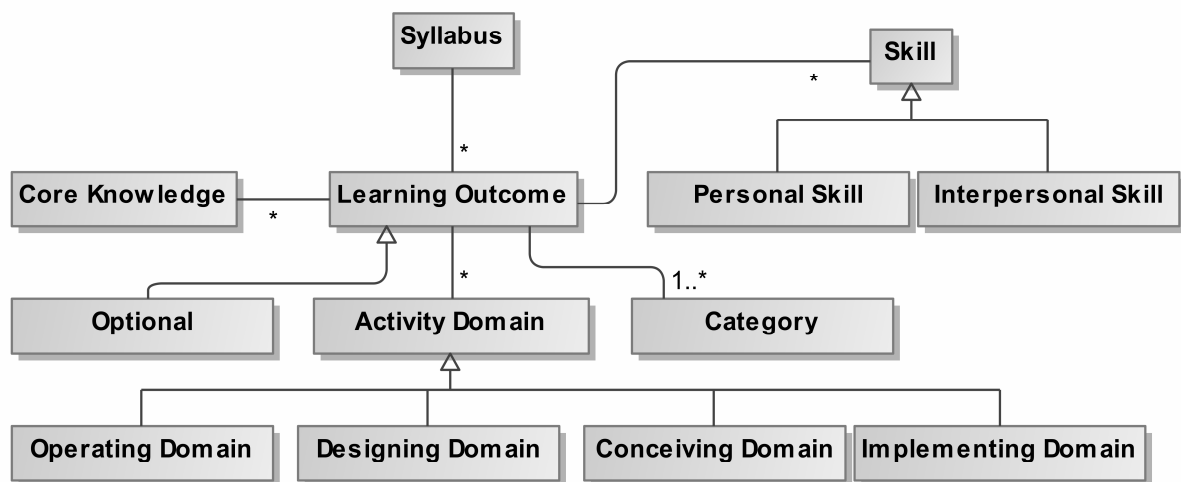 Syllabus
Skill
*
*
Core Knowledge
Learning Outcome
Personal Skill
Interpersonal Skill
*
*
1..*
Optional
Activity Domain
Category
Operating Domain
Designing Domain
Conceiving Domain
Implementing Domain